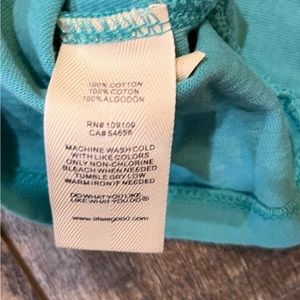 100% COTTON
100% COTTON
100% ALGODÓN
RN# 109109
CA# 54656
MACHINE WASH COLD
WITH LIKE COLORS
ONLY NON-CHLORINE
BLEACH WHEN NEEDED
TUMBLE DRY LOW
WARM IRON IF NEEDED
DO WHAT YOU LIKE
LIKE WHAT YOU DO®
www.lifeisgood.com